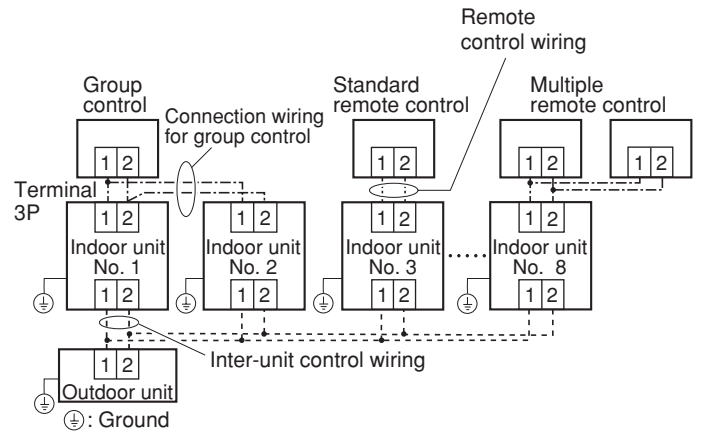 Remote
control wiring
Group
control
Standard
remote control
Multiple
remote control
Connection wiring
for group control
1 2
1 2
1 2
1 2
Terminal
3P
1 2
1 2
1 2
1 2
Indoor unit
No. 1
Indoor unit
No. 2
Indoor unit
No. 3
Indoor unit
No. 8
1 2
1 2
1 2
1 2
Inter-unit control wiring
1 2
Outdoor unit
: Ground